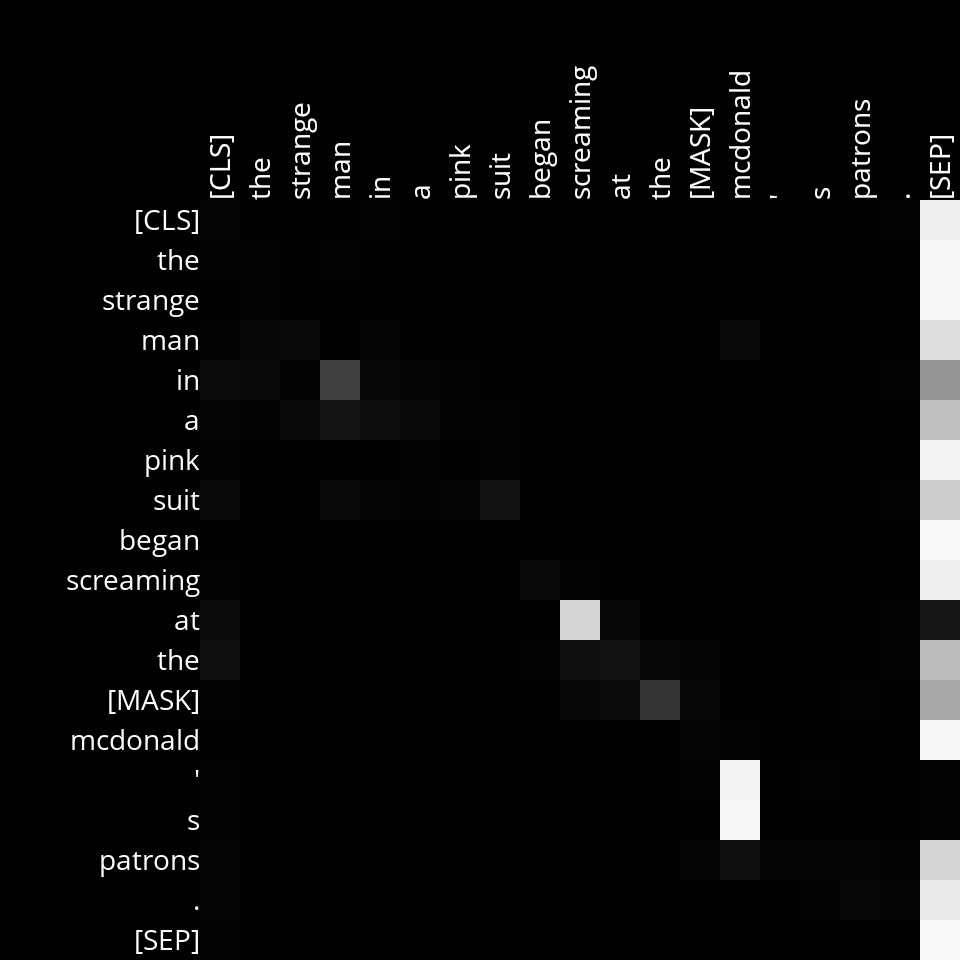 [CLS] the strange man in a pink suit began screaming at the [MASK] mcdonald ' s patrons . [SEP]
[CLS]
the
strange
man
in
a
pink
suit
began
screaming
at
the
[MASK]
mcdonald
'
s
patrons
.
[SEP]